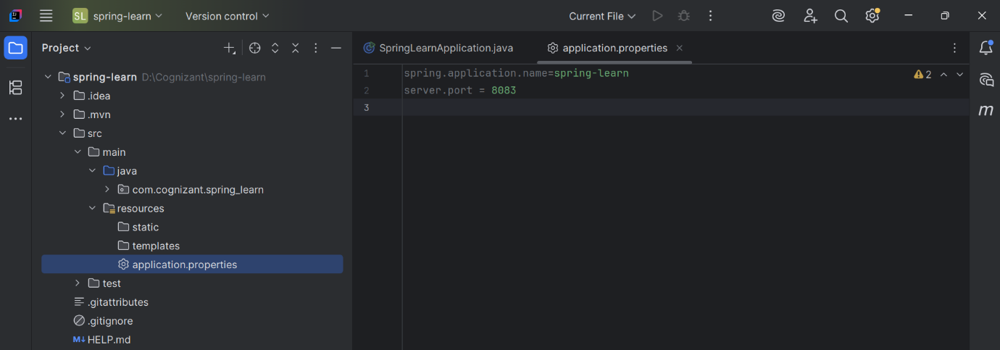 SL spring-learn Version control Current File
Project
spring-learn D:\Cognizant\spring-learn
.idea
.mvn
src
main
java
com.cognizant.spring_learn
resources
static
templates
application.properties
test
.gitattributes
.gitignore
M↓ HELP.md
SpringLearnApplication.java application.properties
1 spring.application.name=spring-learn
2 server.port = 8083
3
2
m